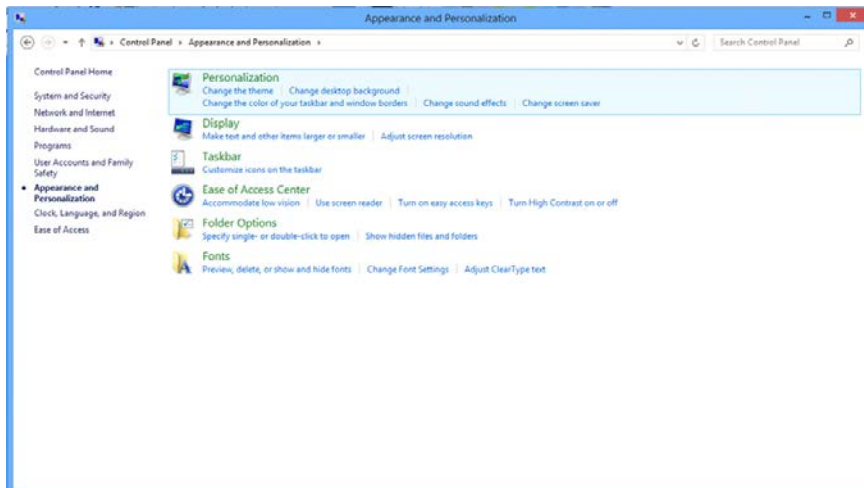 Appearance and Personalization
Control Panel Appearance and Personalization
Search Control Panel
Control Panel Home
System and Security
Network and Internet
Hardware and Sound
Programs
User Accounts and Family
Safety
Appearance and
Personalization
Clock, Language, and Region
Ease of Access
Personalization
Change the theme Change desktop background
Change the color of your taskbar and window borders Change sound effects Change screen saver
Display
Make text and other items larger or smaller Adjust screen resolution
Taskbar
Customize icons on the taskbar
Ease of Access Center
Accommodate low vision Use screen reader Turn on easy access keys Turn High Contrast on or off
Folder Options
Specify single- or double-click to open Show hidden files and folders
Fonts
Preview, delete, or show and hide fonts Change Font Settings Adjust ClearType text